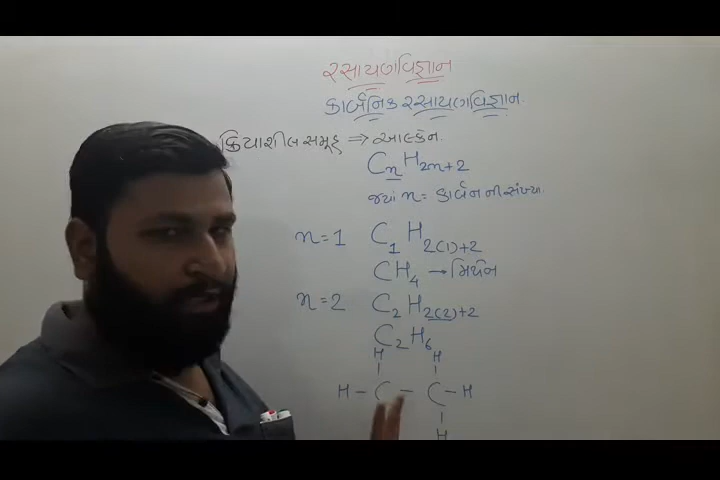 રસાયણવિજ્ઞાન
કાર્બનિક રસાયણવિજ્ઞાન.
ક્રિયાશીલ સમૂહ ⇒ આલ્કેન.
CnH2n+2
જ્યાં n = કાર્બન ની સંખ્યા
n = 1 C1 H2(1)+2
CH4 → મિથેન
n = 2 C2 H2(2)+2
C2H6
H H
H - C - C - H
H